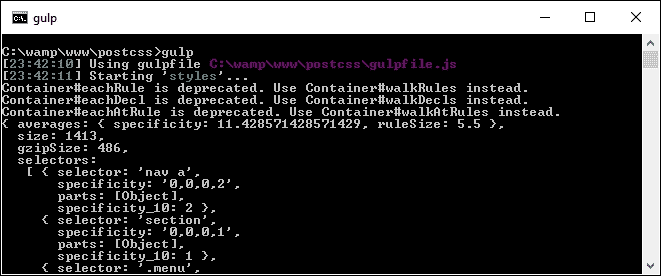 gulp
C:\wamp\www\postcss>gulp
[23:42:10] Using gulpfile C:\wamp\www\postcss\gulpfile.js
[23:42:11] Starting 'styles'...
Container#eachRule is deprecated. Use Container#walkRules instead.
Container#eachDecl is deprecated. Use Container#walkDecls instead.
Container#eachAtRule is deprecated. Use Container#walkAtRules instead.
{ averages: { specificity: 11.428571428571429, ruleSize: 5.5 },
  size: 1413,
  gzipSize: 486,
  selectors:
   [ { selector: 'nav a',
       specificity: '0,0,0,2',
       parts: [Object],
       specificity_10: 2 },
     { selector: 'section',
       specificity: '0,0,0,1',
       parts: [Object],
       specificity_10: 1 },
     { selector: '.menu',